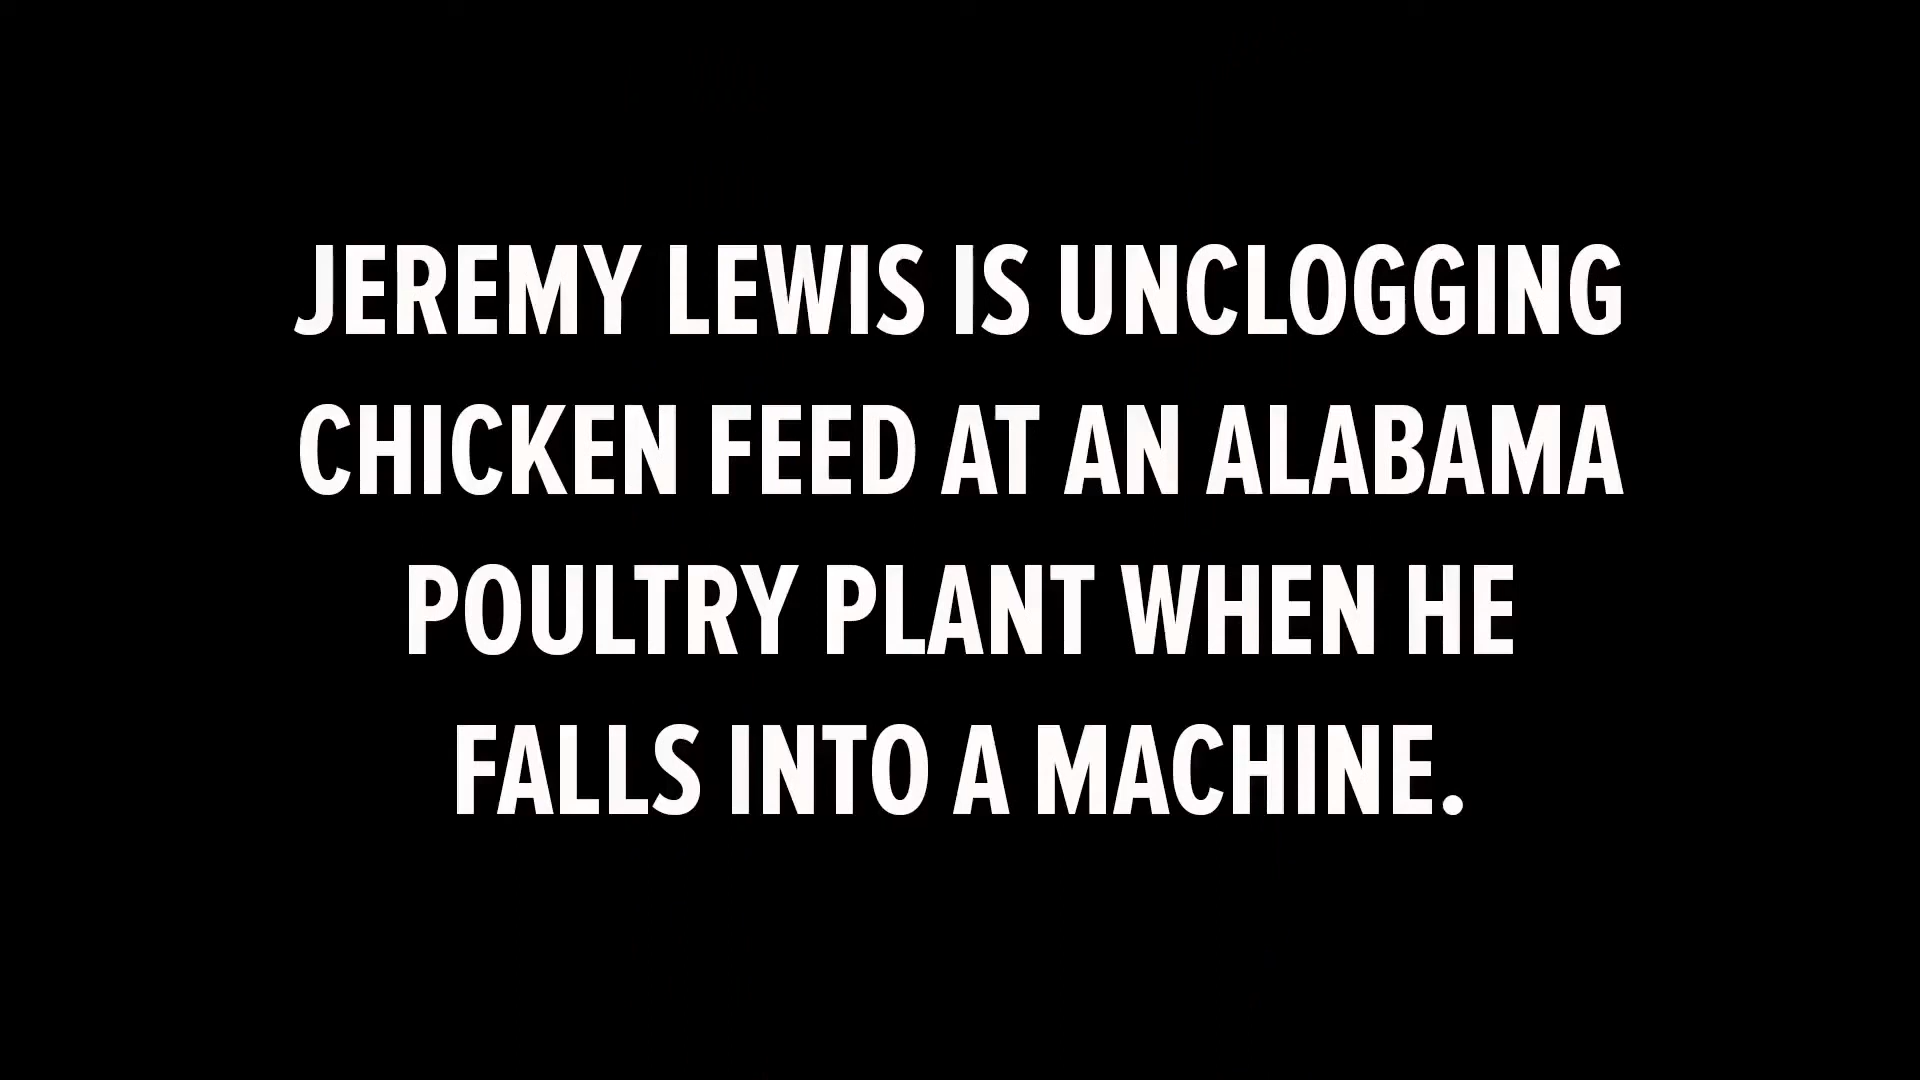 JEREMY LEWIS IS UNCLOGGING
CHICKEN FEED AT AN ALABAMA
POULTRY PLANT WHEN HE
FALLS INTO A MACHINE.